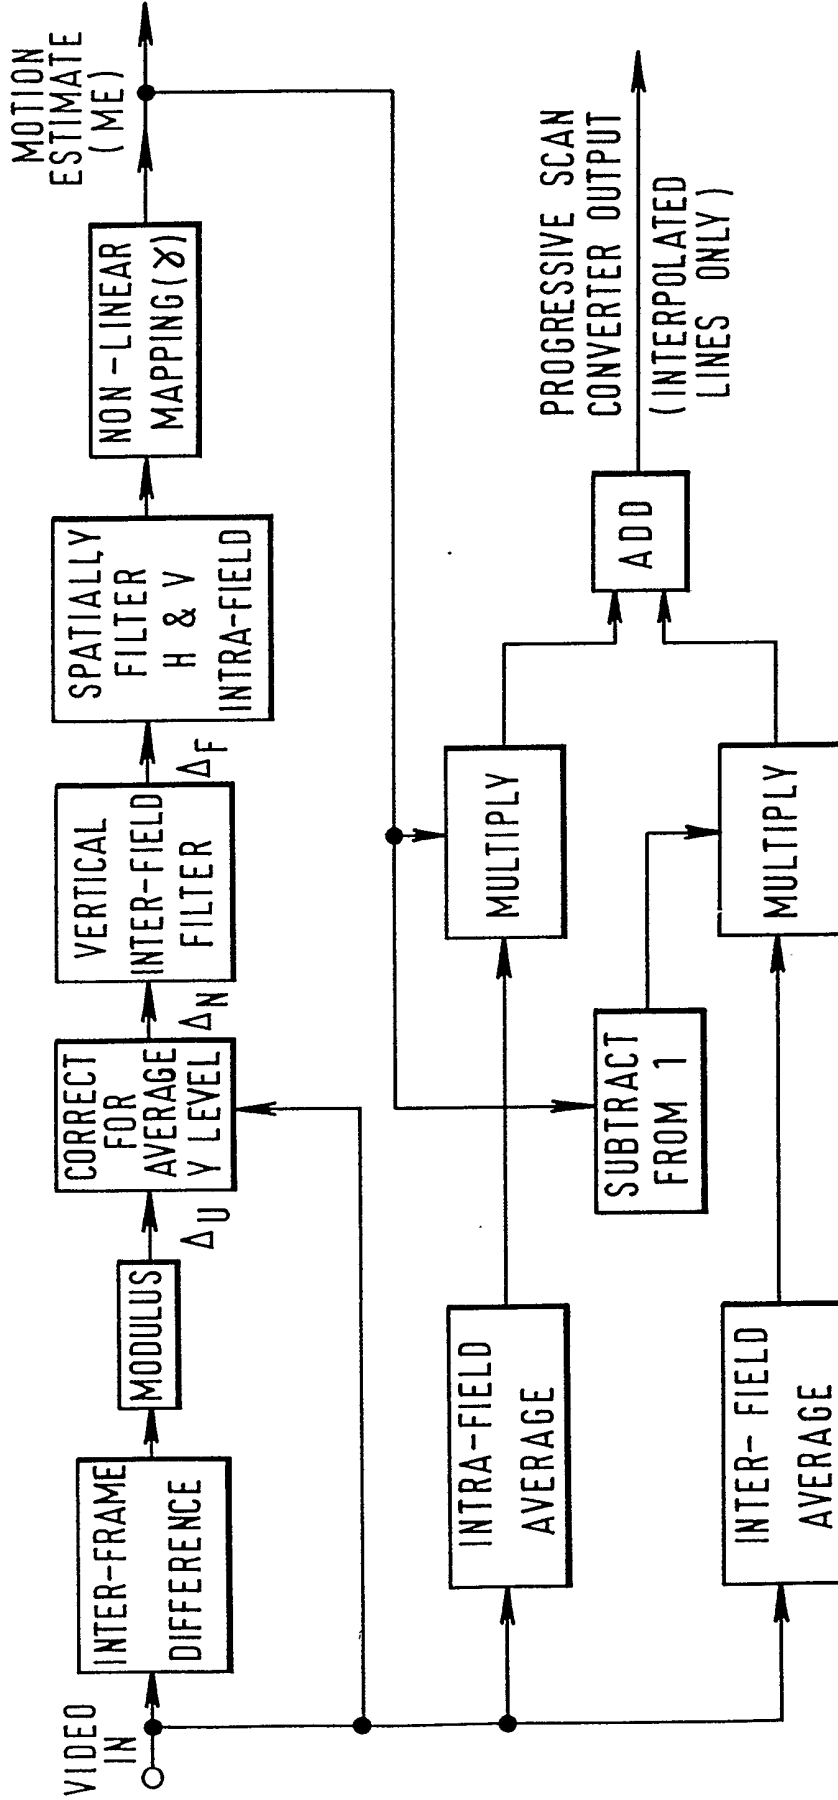 VIDEO
IN
INTER-FRAME
DIFFERENCE
MODULUS
ΔU
CORRECT
FOR
AVERAGE
Y LEVEL
ΔN
VERTICAL
INTER-FIELD
FILTER
ΔF
SPATIALLY
FILTER
H & V
INTRA-FIELD
NON-LINEAR
MAPPING(γ)
MOTION
ESTIMATE
(ME)
INTRA-FIELD
AVERAGE
MULTIPLY
SUBTRACT
FROM 1
INTER-FIELD
AVERAGE
MULTIPLY
ADD
PROGRESSIVE SCAN
CONVERTER OUTPUT
(INTERPOLATED
LINES ONLY)